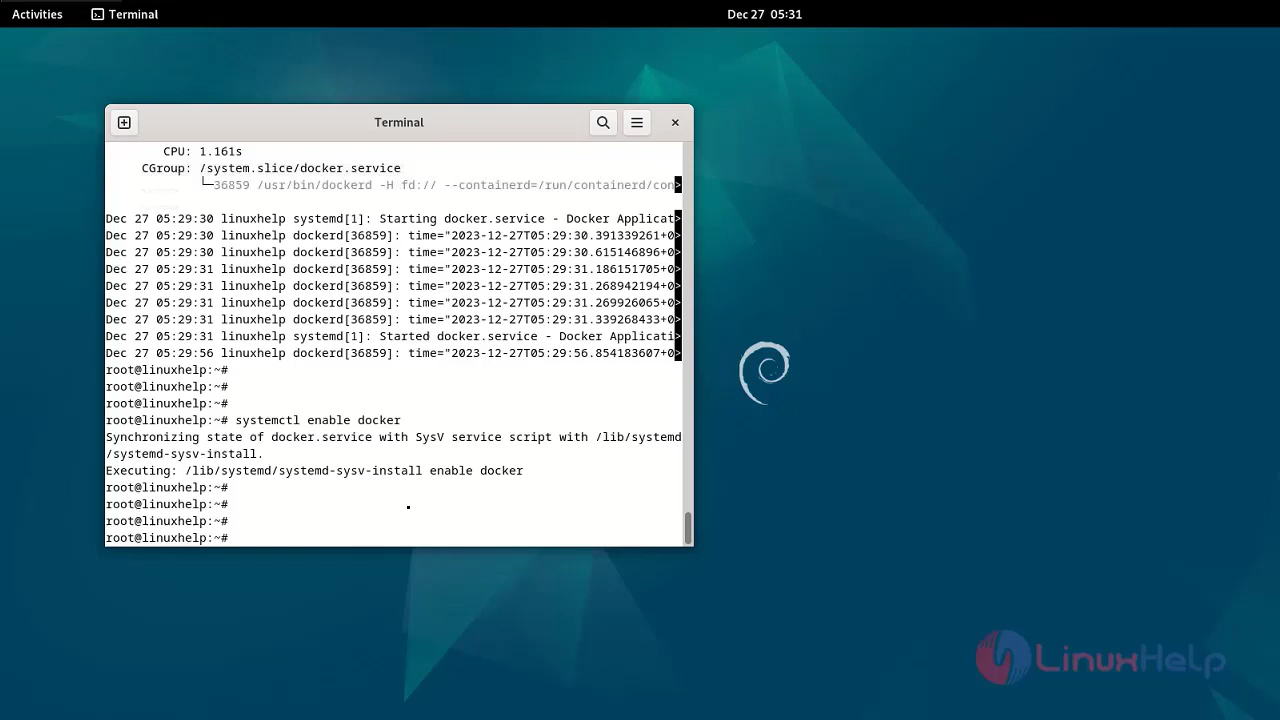 Activities Terminal Dec 27 05:31
Terminal
CPU: 1.161s
CGroup: /system.slice/docker.service
└─36859 /usr/bin/dockerd -H fd:// --containerd=/run/containerd/con>
Dec 27 05:29:30 linuxhelp systemd[1]: Starting docker.service - Docker Applicat>
Dec 27 05:29:30 linuxhelp dockerd[36859]: time="2023-12-27T05:29:30.391339261+0>
Dec 27 05:29:30 linuxhelp dockerd[36859]: time="2023-12-27T05:29:30.615146896+0>
Dec 27 05:29:31 linuxhelp dockerd[36859]: time="2023-12-27T05:29:31.186151705+0>
Dec 27 05:29:31 linuxhelp dockerd[36859]: time="2023-12-27T05:29:31.268942194+0>
Dec 27 05:29:31 linuxhelp dockerd[36859]: time="2023-12-27T05:29:31.269926065+0>
Dec 27 05:29:31 linuxhelp dockerd[36859]: time="2023-12-27T05:29:31.339268433+0>
Dec 27 05:29:31 linuxhelp systemd[1]: Started docker.service - Docker Applicati>
Dec 27 05:29:56 linuxhelp dockerd[36859]: time="2023-12-27T05:29:56.854183607+0>
root@linuxhelp:~#
root@linuxhelp:~#
root@linuxhelp:~#
root@linuxhelp:~# systemctl enable docker
Synchronizing state of docker.service with SysV service script with /lib/systemd
/systemd-sysv-install.
Executing: /lib/systemd/systemd-sysv-install enable docker
root@linuxhelp:~#
root@linuxhelp:~#
root@linuxhelp:~#
root@linuxhelp:~#
LinuxHelp